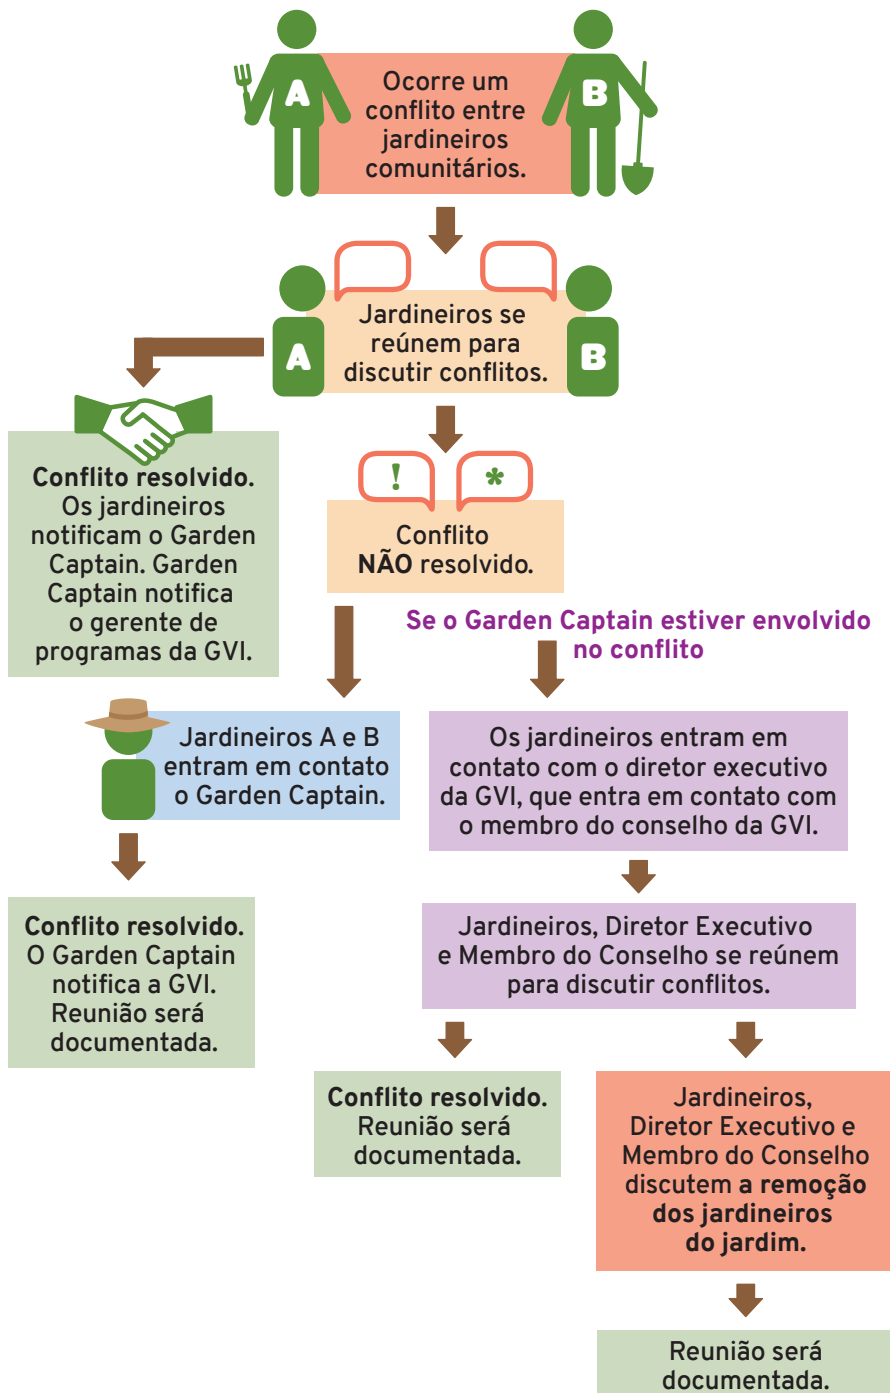 A
B
Ocorre um
conflito entre
jardineiros
comunitários.
Jardineiros se
reúnem para
discutir conflitos.
A
B
Conflito resolvido.
Os jardineiros
notificam o Garden
Captain. Garden
Captain notifica
o gerente de
programas da GVI.
!
*
Conflito
NÃO resolvido.
Se o Garden Captain estiver envolvido
no conflito
Jardineiros A e B
entram em contato
o Garden Captain.
Os jardineiros entram em
contato com o diretor executivo
da GVI, que entra em contato com
o membro do conselho da GVI.
Conflito resolvido.
O Garden Captain
notifica a GVI.
Reunião será
documentada.
Jardineiros, Diretor Executivo
e Membro do Conselho se reúnem
para discutir conflitos.
Conflito resolvido.
Reunião será
documentada.
Jardineiros,
Diretor Executivo e
Membro do Conselho
discutem a remoção
dos jardineiros
do jardim.
Reunião será
documentada.